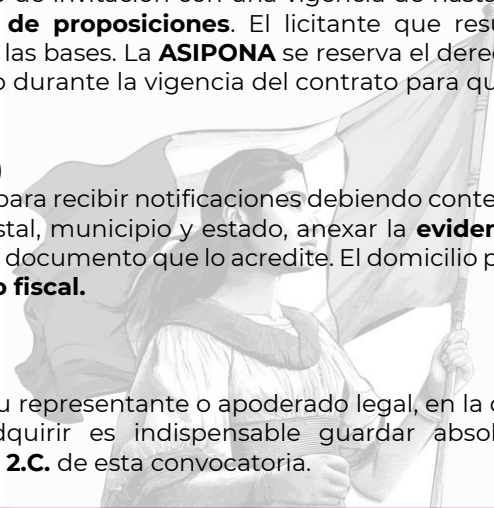 de invitación con una vigencia de hasta
de proposiciones. El licitante que resu
las bases. La ASIPONA se reserva el derec
o durante la vigencia del contrato para qu
)
para recibir notificaciones debiendo conte
stal, municipio y estado, anexar la eviden
documento que lo acredite. El domicilio p
o fiscal.
u representante o apoderado legal, en la c
dquirir es indispensable guardar absol
2.C. de esta convocatoria.